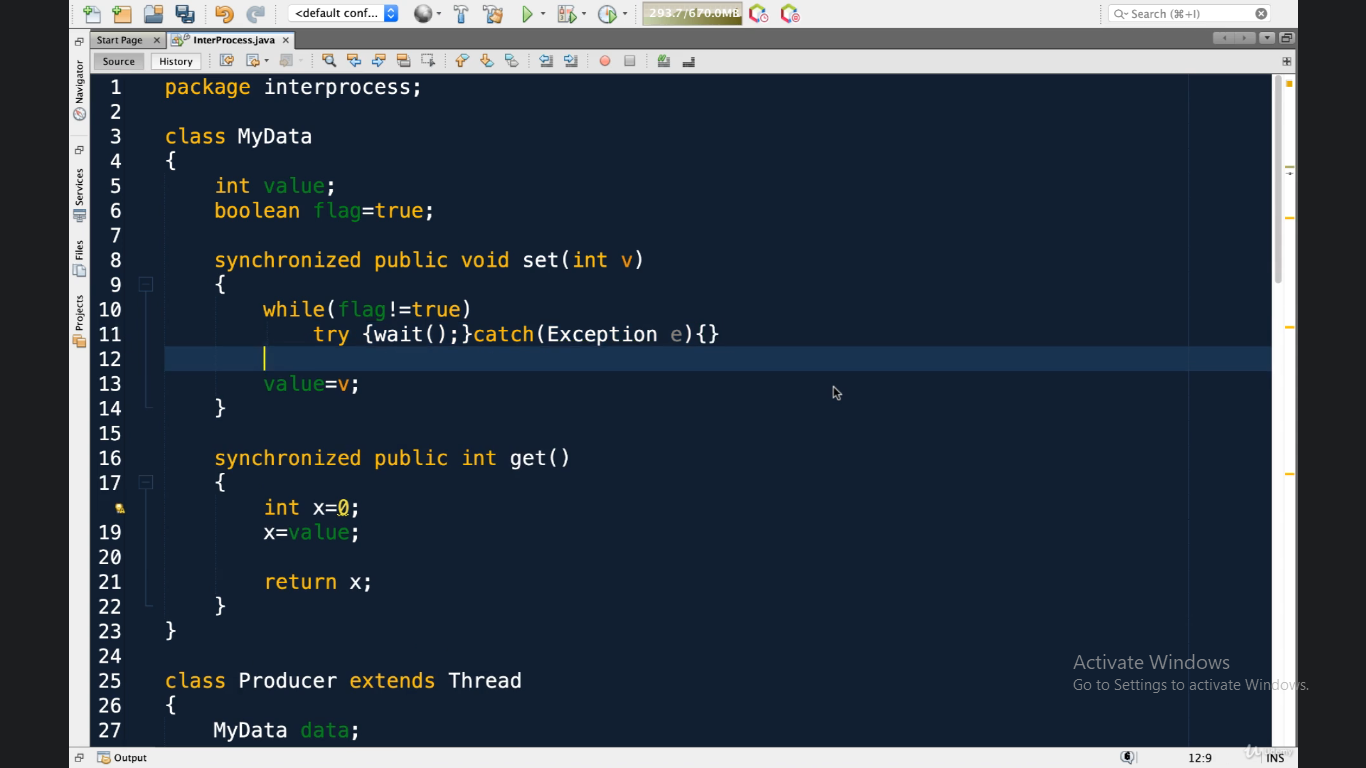 <default conf...
293.7/670.0MB
Search (⌘+I)
Start Page
InterProcess.java
Source
History
Navigator
Services
Files
Projects
1 package interprocess;
2
3 class MyData
4 {
5 int value;
6 boolean flag=true;
7
8 synchronized public void set(int v)
9 {
10 while(flag!=true)
11 try {wait();}catch(Exception e){}
12
13 value=v;
14 }
15
16 synchronized public int get()
17 {
int x=0;
19 x=value;
20
21 return x;
22 }
23 }
24
25 class Producer extends Thread
26 {
27 MyData data;
Activate Windows
Go to Settings to activate Windows.
Output
6
12:9
INS